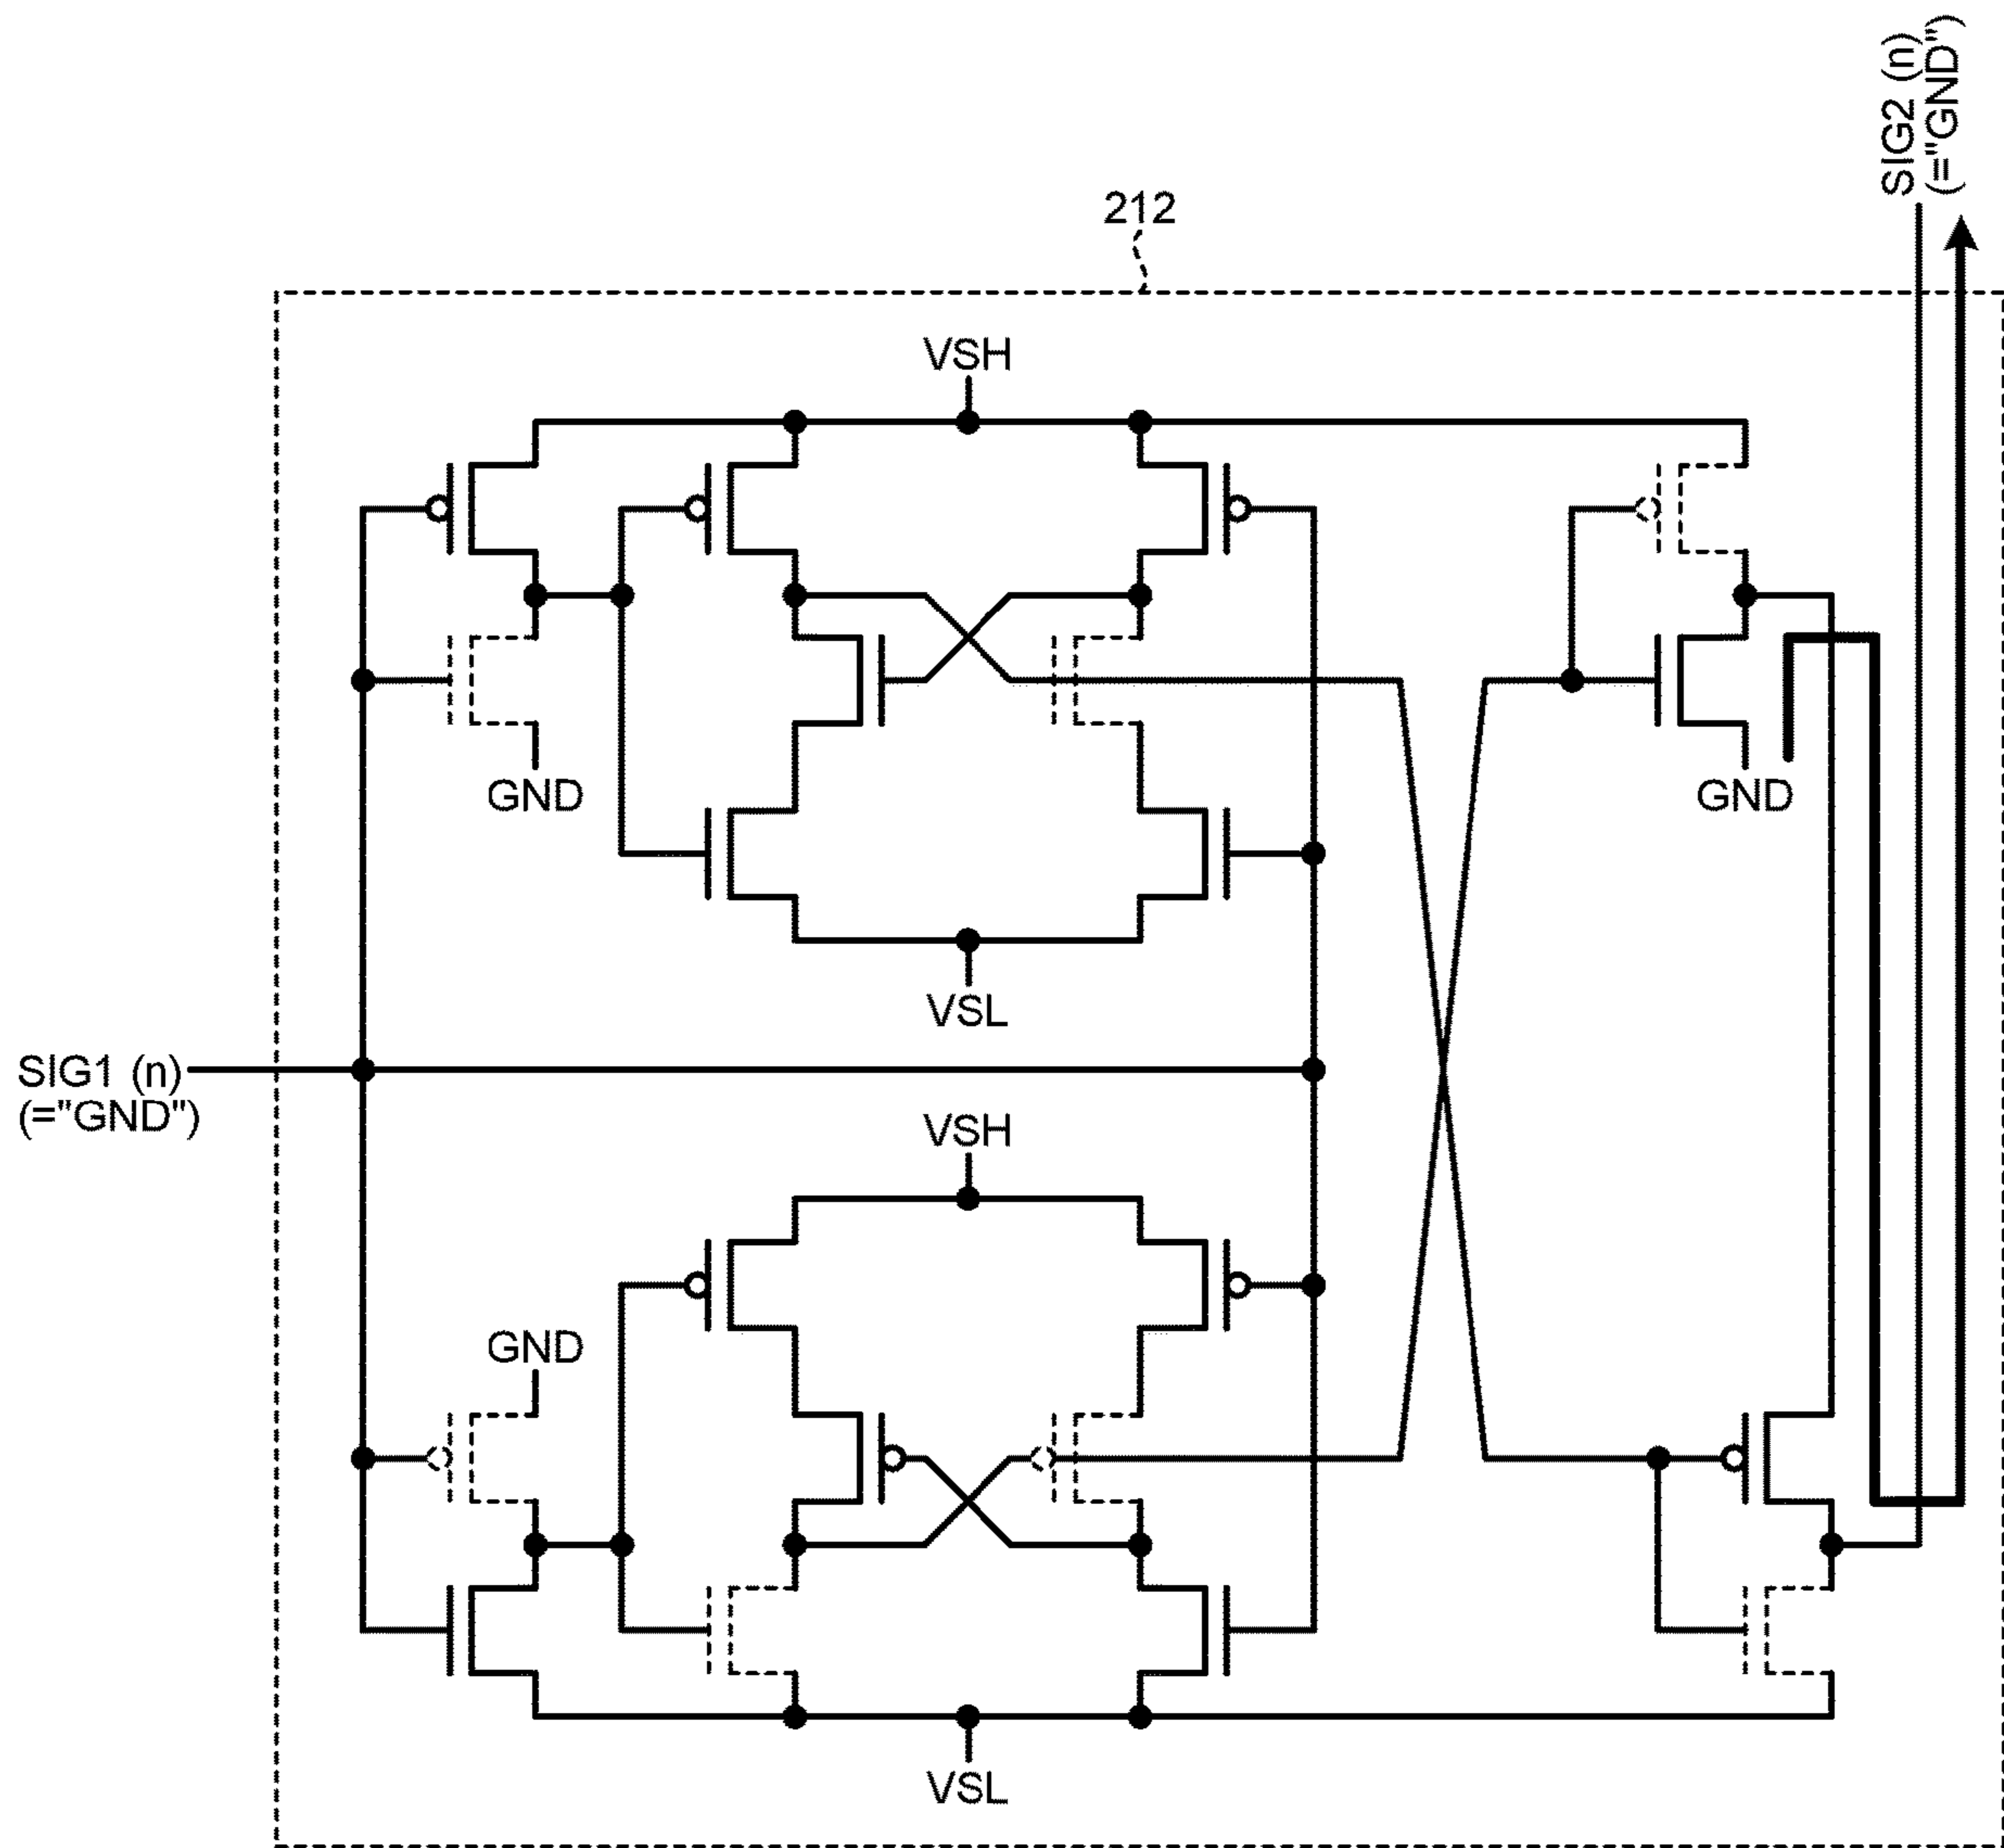 SIG2 (n)
(="GND")
212
VSH
GND
GND
VSL
SIG1 (n)
(="GND")
VSH
GND
VSL